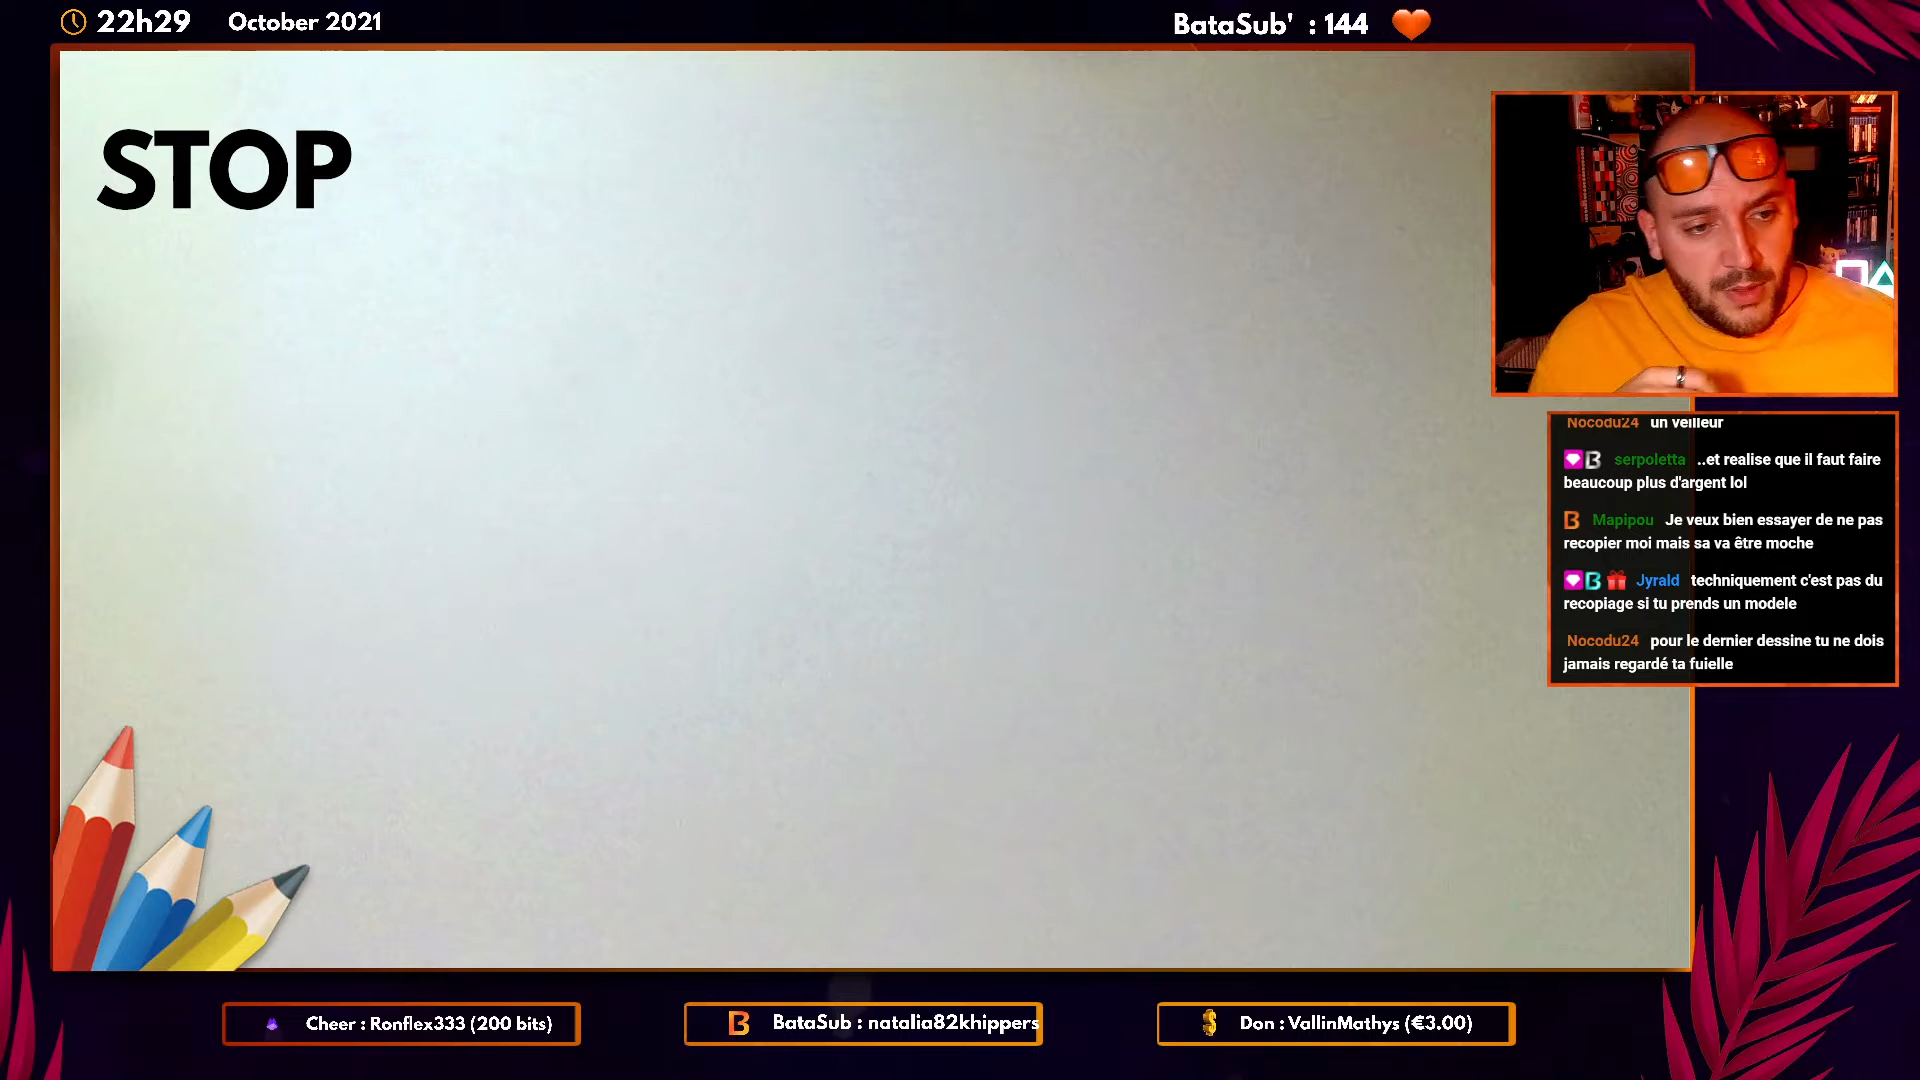 22h29 October 2021
BataSub' : 144
STOP
Nocodu24 un veilleur
serpoletta ..et realise que il faut faire
beaucoup plus d'argent lol
Mapipou Je veux bien essayer de ne pas
recopier moi mais sa va être moche
Jyrald techniquement c'est pas du
recopiage si tu prends un modele
Nocodu24 pour le dernier dessine tu ne dois
jamais regardé ta fuielle
Cheer : Ronflex333 (200 bits)
B BataSub : natalia82khippers
$ Don : VallinMathys (€3.00)